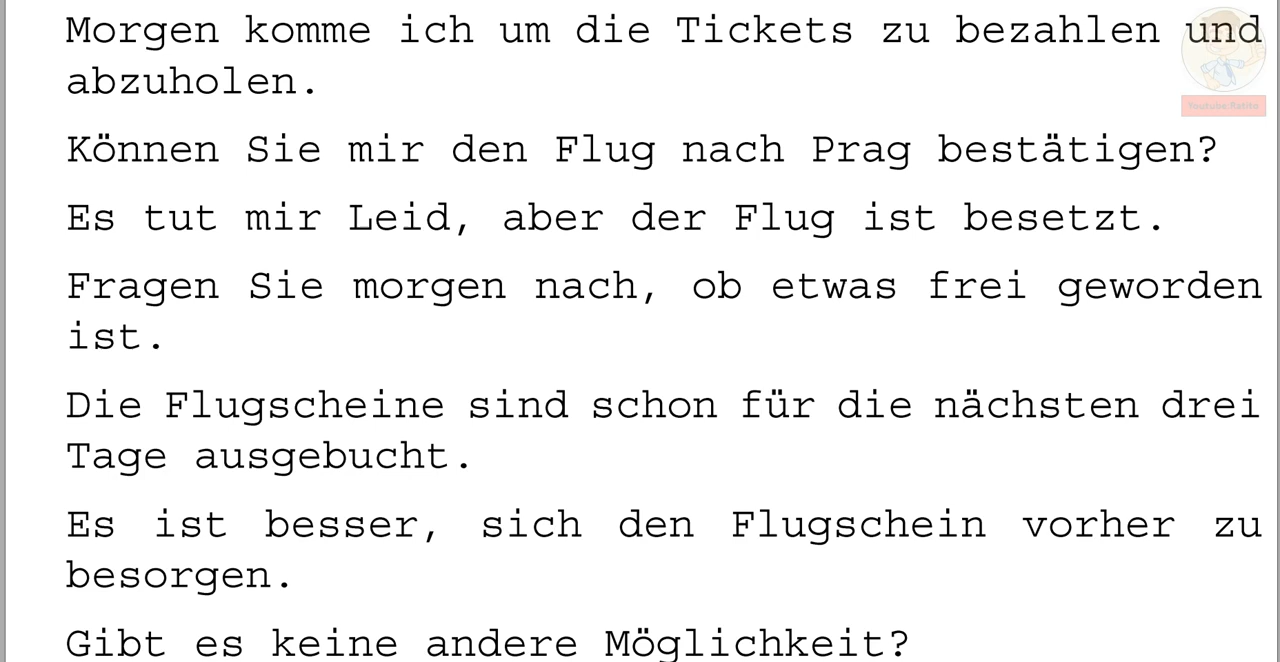 Morgen komme ich um die Tickets zu bezahlen und
abzuholen.
Können Sie mir den Flug nach Prag bestätigen?
Es tut mir Leid, aber der Flug ist besetzt.
Fragen Sie morgen nach, ob etwas frei geworden
ist.
Die Flugscheine sind schon für die nächsten drei
Tage ausgebucht.
Es ist besser, sich den Flugschein vorher zu
besorgen.
Gibt es keine andere Möglichkeit?